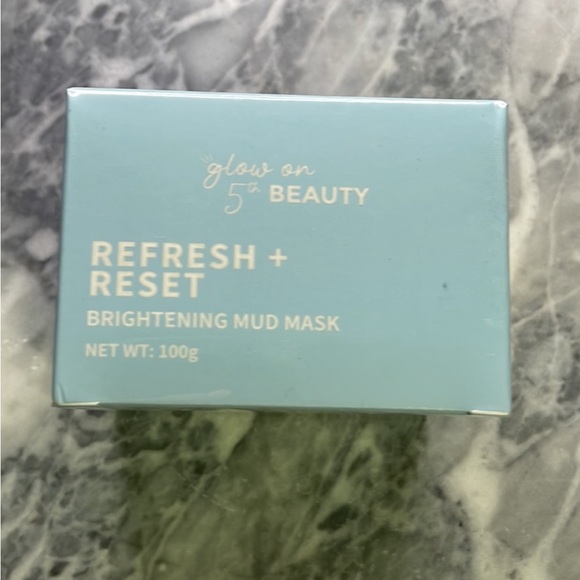 glow on
5th BEAUTY
REFRESH +
RESET
BRIGHTENING MUD MASK
NET WT: 100g